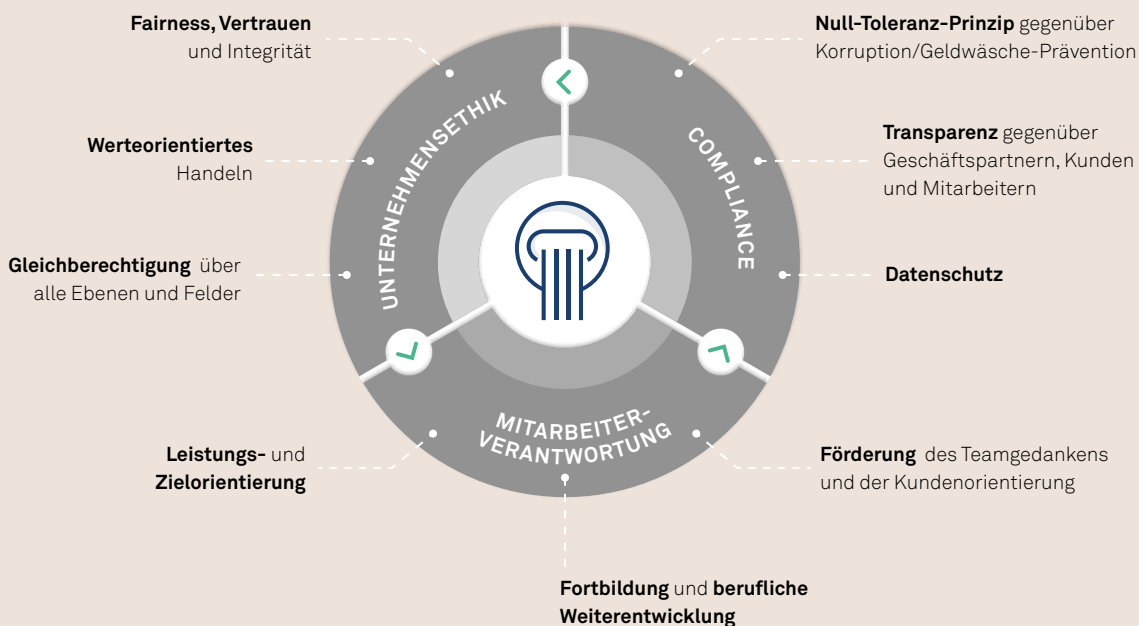 Fairness, Vertrauen
und Integrität
Werteorientiertes
Handeln
Gleichberechtigung über
alle Ebenen und Felder
Leistungs- und
Zielorientierung
UNTERNEHMENSETHIK
COMPLIANCE
MITARBEITER-
VERANTWORTUNG
Null-Toleranz-Prinzip gegenüber
Korruption/Geldwäsche-Prävention
Transparenz gegenüber
Geschäftspartnern, Kunden
und Mitarbeitern
Datenschutz
Förderung des Teamgedankens
und der Kundenorientierung
Fortbildung und berufliche
Weiterentwicklung